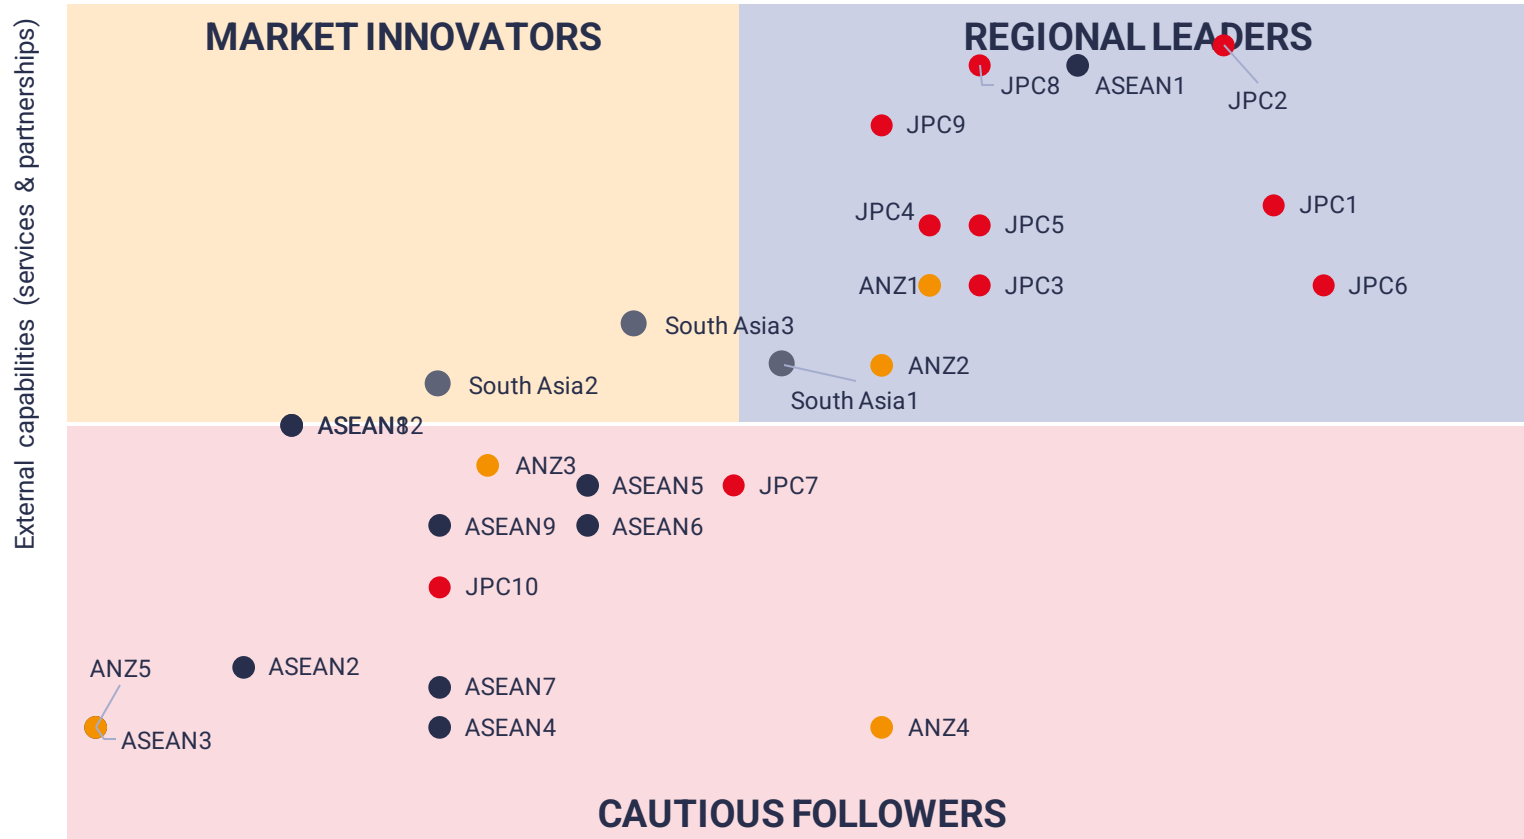 MARKET INNOVATORS
REGIONAL LEADERS
External capabilities (services & partnerships)
JPC8
ASEAN1
JPC2
JPC9
JPC4
JPC5
JPC1
ANZ1
JPC3
JPC6
South Asia3
ANZ2
South Asia2
South Asia1
ANZ3
ASEAN5
JPC7
ASEAN9
ASEAN6
JPC10
ANZ5
ASEAN2
ASEAN7
ASEAN3
ASEAN4
ANZ4
CAUTIOUS FOLLOWERS